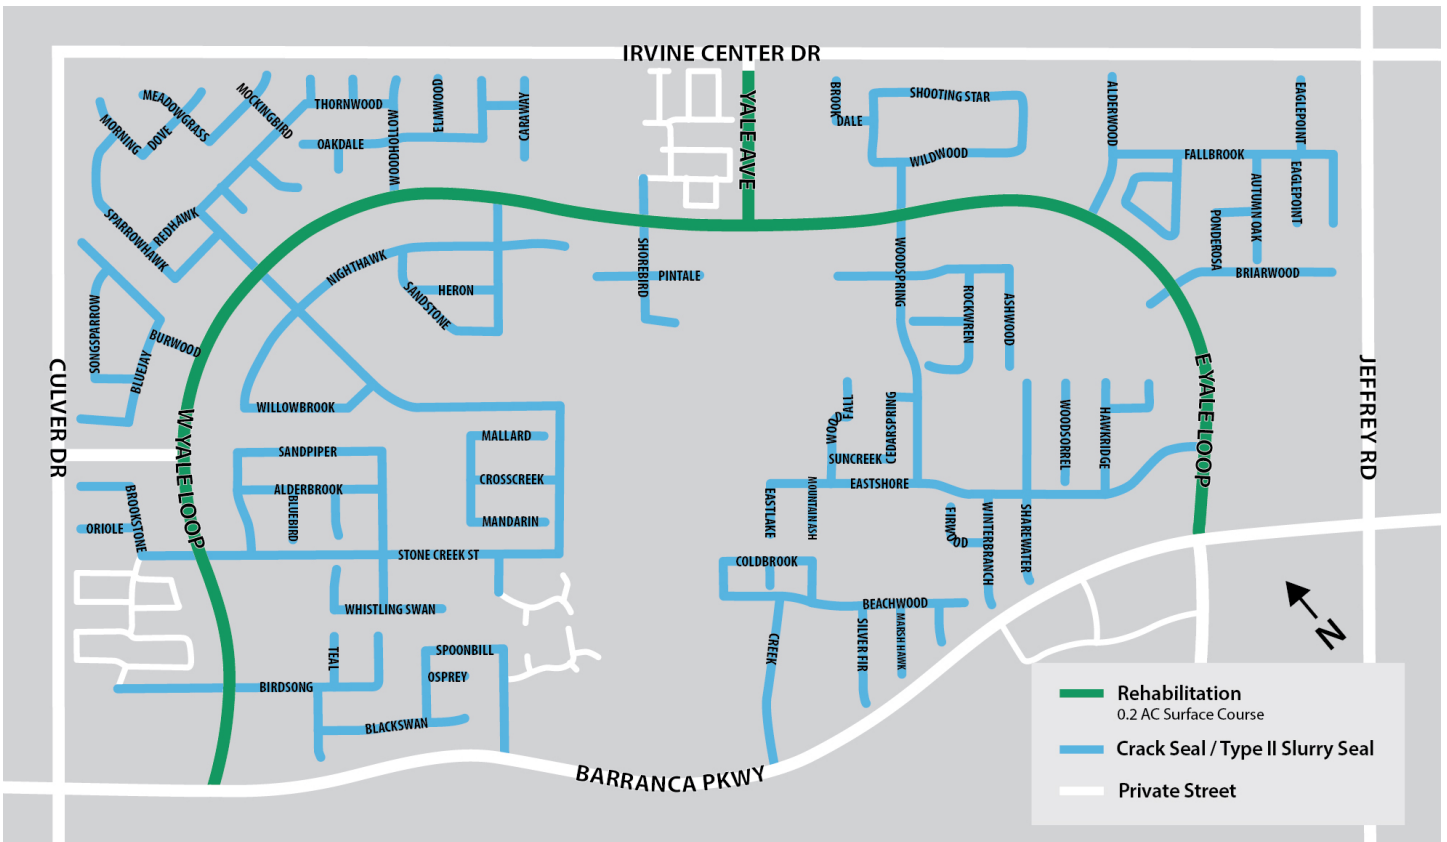 IRVINE CENTER DR
MEADOWGRASS
MOCKINGBIRD
MORNING
DOVE
THORNWOOD
ELMWOOD
CARAWAY
OAKDALE
WOODHOLLOW
YALE AVE
BROOK
DALE
SHOOTING STAR
WILDWOOD
ALDERWOOD
EAGLEPOINT
FALLBROOK
AUTUMN OAK
EAGLEPOINT
PONDEROSA
BRIARWOOD
SPARROWHAWK
REDHAWK
NIGHTHAWK
HERON
SANDSTONE
SHOREBIRD
PINTALE
WOODSPRING
ROCKWREN
ASHWOOD
SONGSPARROW
BURWOOD
BLUEJAY
CULVER DR
W YALE LOOP
E YALE LOOP
JEFFREY RD
WILLOWBROOK
SANDPIPER
ALDERBROOK
BLUEBIRD
MALLARD
CROSSCREEK
MANDARIN
FALL
WOOD
CEDARSPRING
SUNCREEK
WOODSORREL
HAWKRIDGE
EASTSHORE
EASTLAKE
MOUNTAINASH
FIRWOOD
WINTERBRANCH
SHAREWATER
BROOKSTONE
ORIOLE
STONE CREEK ST
WHISTLING SWAN
COLDBROOK
BEACHWOOD
CREEK
SILVER FIR
MARSH HAWK
TEAL
SPOONBILL
OSPREY
BIRDSONG
BLACKSWAN
BARRANCA PKWY
N
Rehabilitation
0.2 AC Surface Course
Crack Seal / Type II Slurry Seal
Private Street